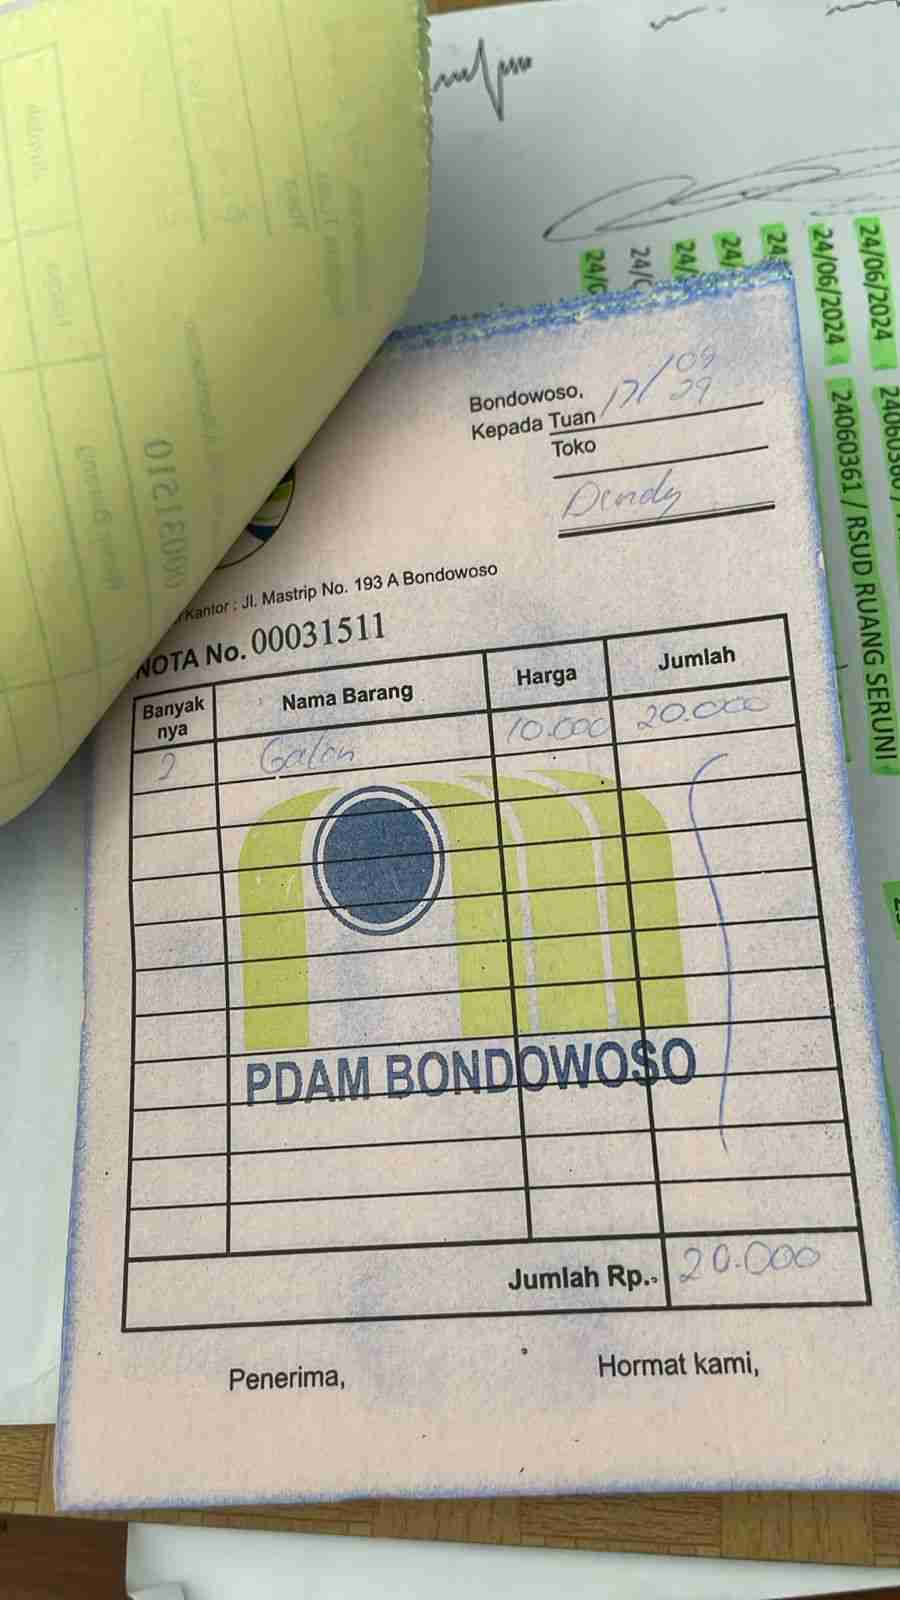 24/06/2024
24/06/2024
24060361 / RSUD RUANG SERUNI
Bondowoso, 17/09
Kepada Tuan
Toko
Dendy
Kantor : Jl. Mastrip No. 193 A Bondowoso
NOTA No. 00031511
Banyak nya Nama Barang Harga Jumlah
2 Galon 10.000 20.000
PDAM BONDOWOSO
Jumlah Rp. 20.000
Penerima, Hormat kami,